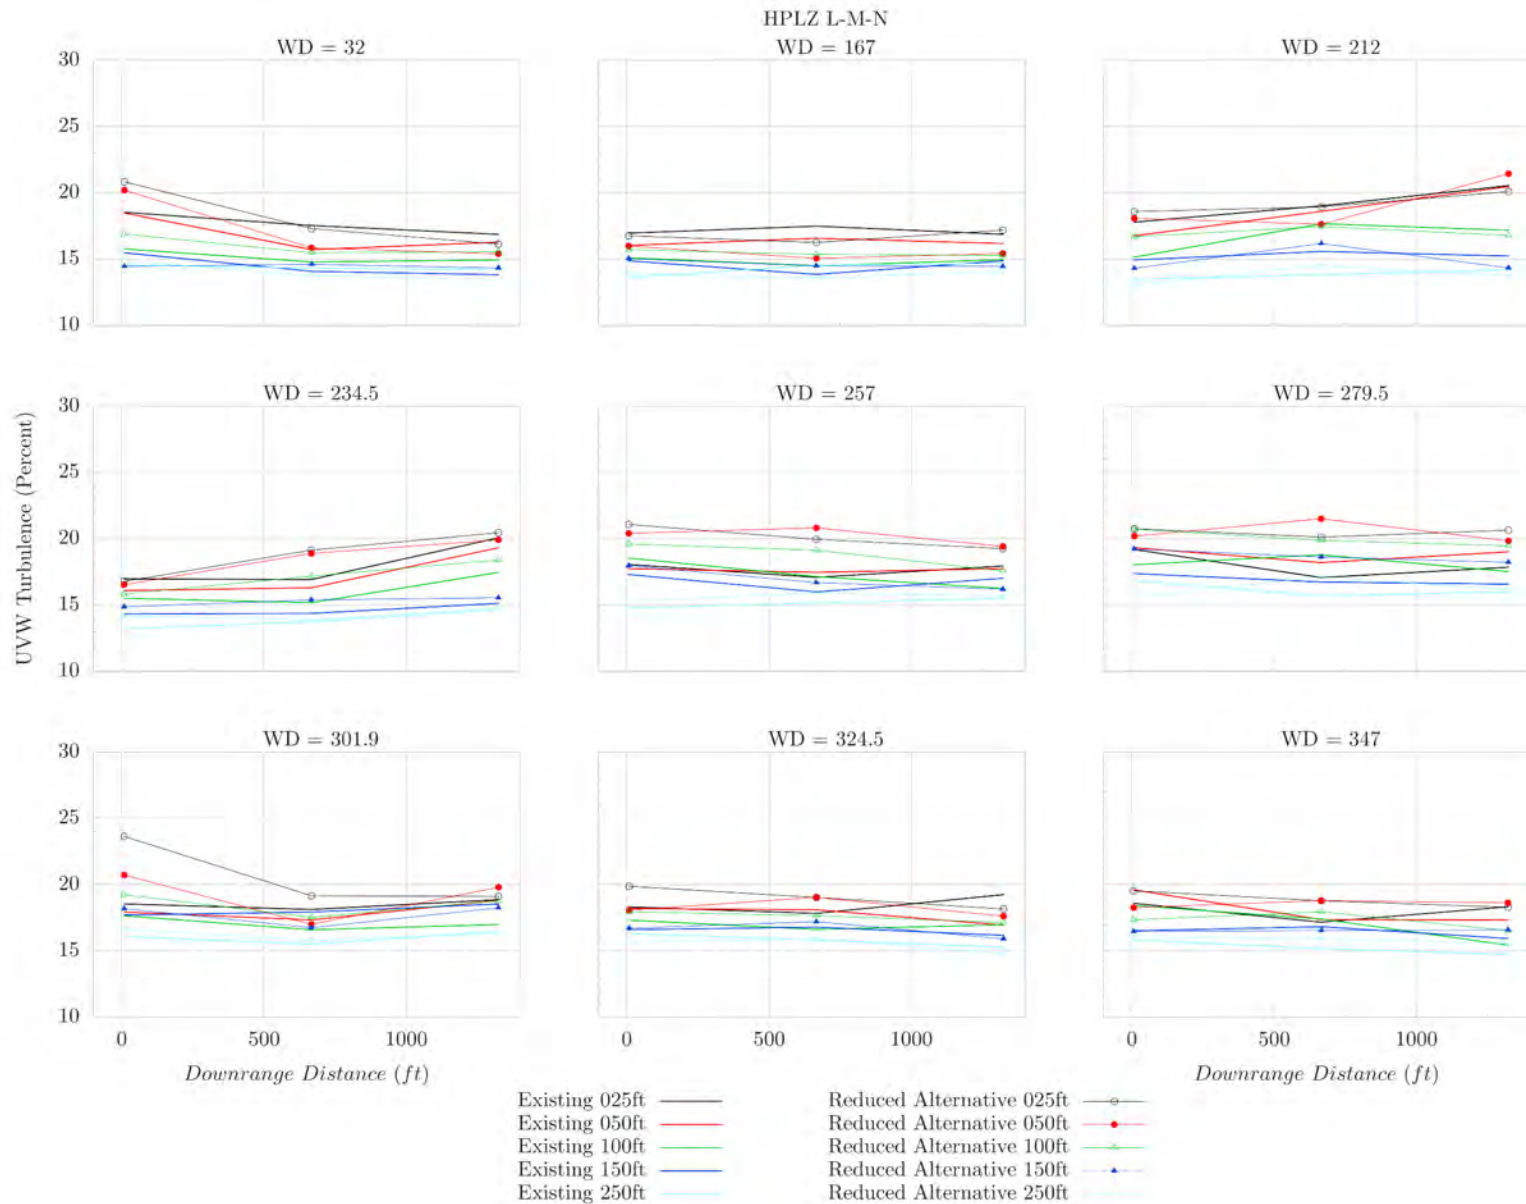 HPLZ L-M-N
WD = 32
WD = 167
WD = 212
30
25
20
15
10
WD = 234.5
WD = 257
WD = 279.5
30
25
20
15
10
UVW Turbulence (Percent)
WD = 301.9
WD = 324.5
WD = 347
30
25
20
15
10
0 500 1000
0 500 1000
0 500 1000
Downrange Distance (ft)
Downrange Distance (ft)
Existing 025ft
Existing 050ft
Existing 100ft
Existing 150ft
Existing 250ft
Reduced Alternative 025ft
Reduced Alternative 050ft
Reduced Alternative 100ft
Reduced Alternative 150ft
Reduced Alternative 250ft